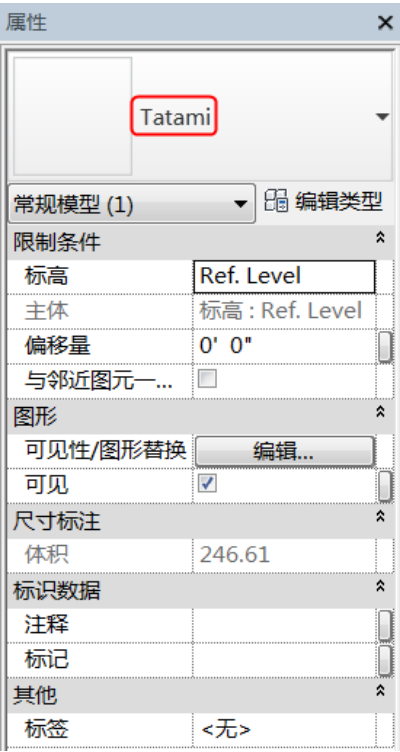 属性
Tatami
常规模型 (1) 编辑类型
限制条件
标高 Ref. Level
主体 标高 : Ref. Level
偏移量 0' 0"
与邻近图元一...
图形
可见性/图形替换 编辑...
可见
尺寸标注
体积 246.61
标识数据
注释
标记
其他
标签 <无>